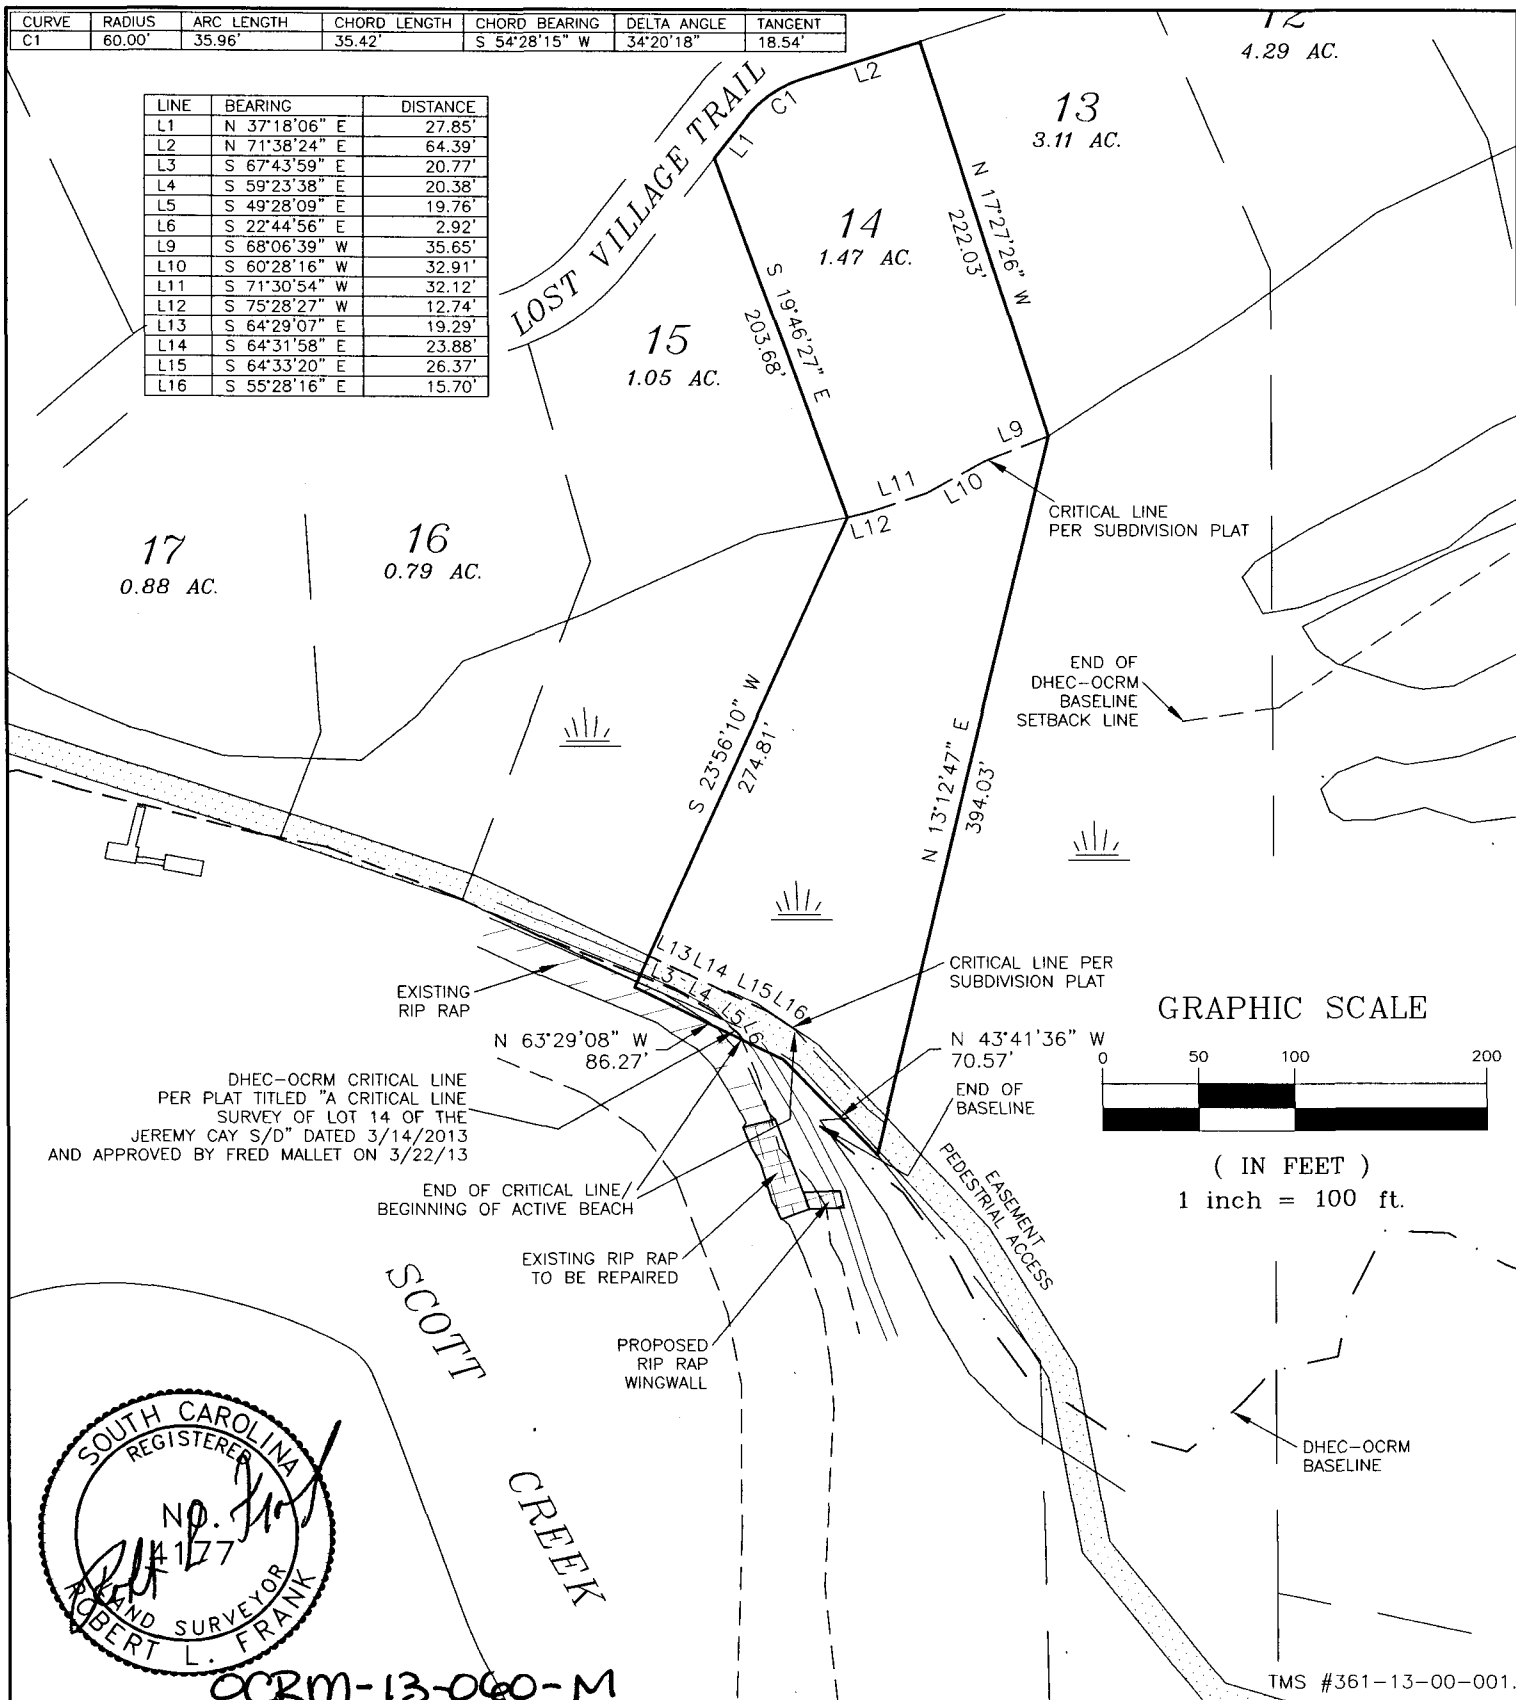 CURVE RADIUS ARC LENGTH CHORD LENGTH CHORD BEARING DELTA ANGLE TANGENT
C1 60.00' 35.96' 35.42' S 54°28'15" W 34°20'18" 18.54'
LINE BEARING DISTANCE
L1 N 37°18'06" E 27.85'
L2 N 71°38'24" E 64.39'
L3 S 67°43'59" E 20.77'
L4 S 59°23'38" E 20.38'
L5 S 49°28'09" E 19.76'
L6 S 22°44'56" E 2.92'
L9 S 68°06'39" W 35.65'
L10 S 60°28'16" W 32.91'
L11 S 71°30'54" W 32.12'
L12 S 75°28'27" W 12.74'
L13 S 64°29'07" E 19.29'
L14 S 64°31'58" E 23.88'
L15 S 64°33'20" E 26.37'
L16 S 55°28'16" E 15.70'
12
4.29 AC.
13
3.11 AC.
LOST VILLAGE TRAIL
L1
C1
L2
14
1.47 AC.
N 17°27'26" W
222.03'
S 19°46'27" E
203.68'
15
1.05 AC.
L9
L10
L11
L12
CRITICAL LINE
PER SUBDIVISION PLAT
17
0.88 AC.
16
0.79 AC.
END OF
DHEC-OCRM
BASELINE
SETBACK LINE
S 23°56'10" W
274.81'
N 13°12'47" E
394.03'
L13 L14 L15 L16
L3 L4 L5/6
CRITICAL LINE PER
SUBDIVISION PLAT
EXISTING
RIP RAP
N 63°29'08" W
86.27'
N 43°41'36" W
70.57'
END OF
BASELINE
GRAPHIC SCALE
0 50 100 200
( IN FEET )
1 inch = 100 ft.
DHEC-OCRM CRITICAL LINE
PER PLAT TITLED "A CRITICAL LINE
SURVEY OF LOT 14 OF THE
JEREMY CAY S/D" DATED 3/14/2013
AND APPROVED BY FRED MALLET ON 3/22/13
END OF CRITICAL LINE/
BEGINNING OF ACTIVE BEACH
EASEMENT
PEDESTRIAL ACCESS
EXISTING RIP RAP
TO BE REPAIRED
PROPOSED
RIP RAP
WINGWALL
SCOTT
CREEK
DHEC-OCRM
BASELINE
SOUTH CAROLINA
REGISTERED
NO.
4177
LAND SURVEYOR
ROBERT L. FRANK
OCRM-13-060-M
TMS #361-13-00-001.